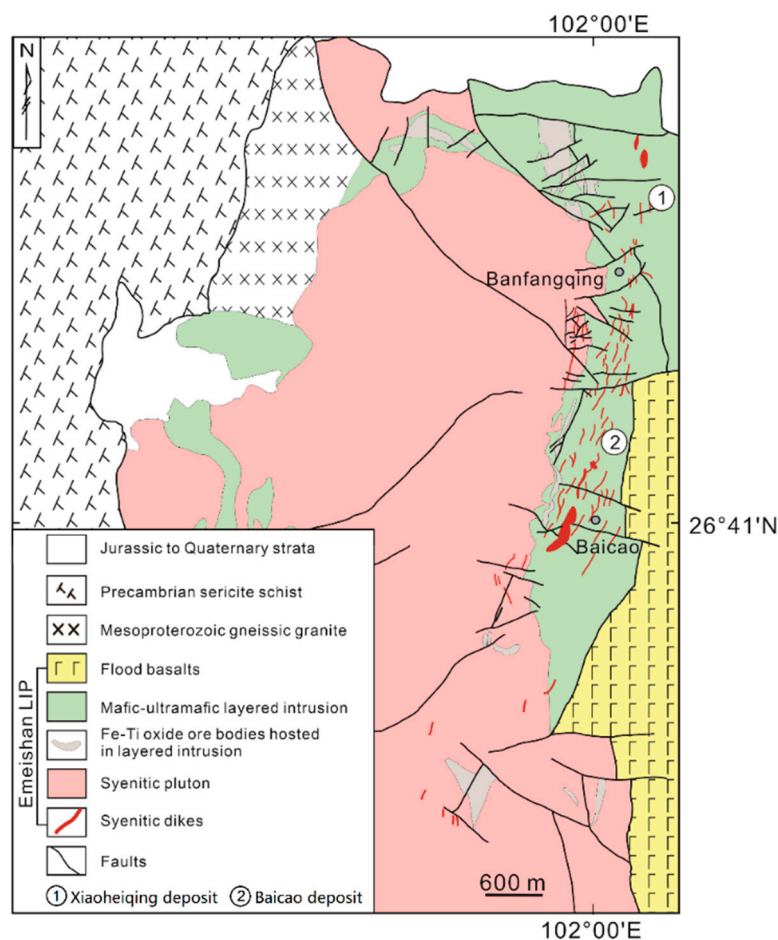 102°00'E
N
1
Banfangqing
2
26°41'N
Baicao
Jurassic to Quaternary strata
Precambrian sericite schist
Mesoproterozoic gneissic granite
Flood basalts
Mafic-ultramafic layered intrusion
Fe-Ti oxide ore bodies hosted
in layered intrusion
Syenitic pluton
Syenitic dikes
Faults
Emeishan LIP
1 Xiaoheiqing deposit 2 Baicao deposit
600 m
102°00'E